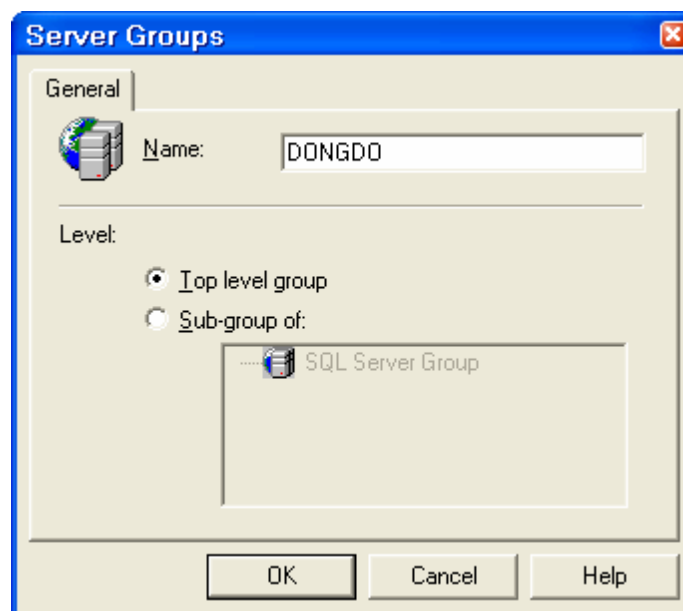 Server Groups
General
Name: DONGDO
Level:
Top level group
Sub-group of:
SQL Server Group
OK Cancel Help